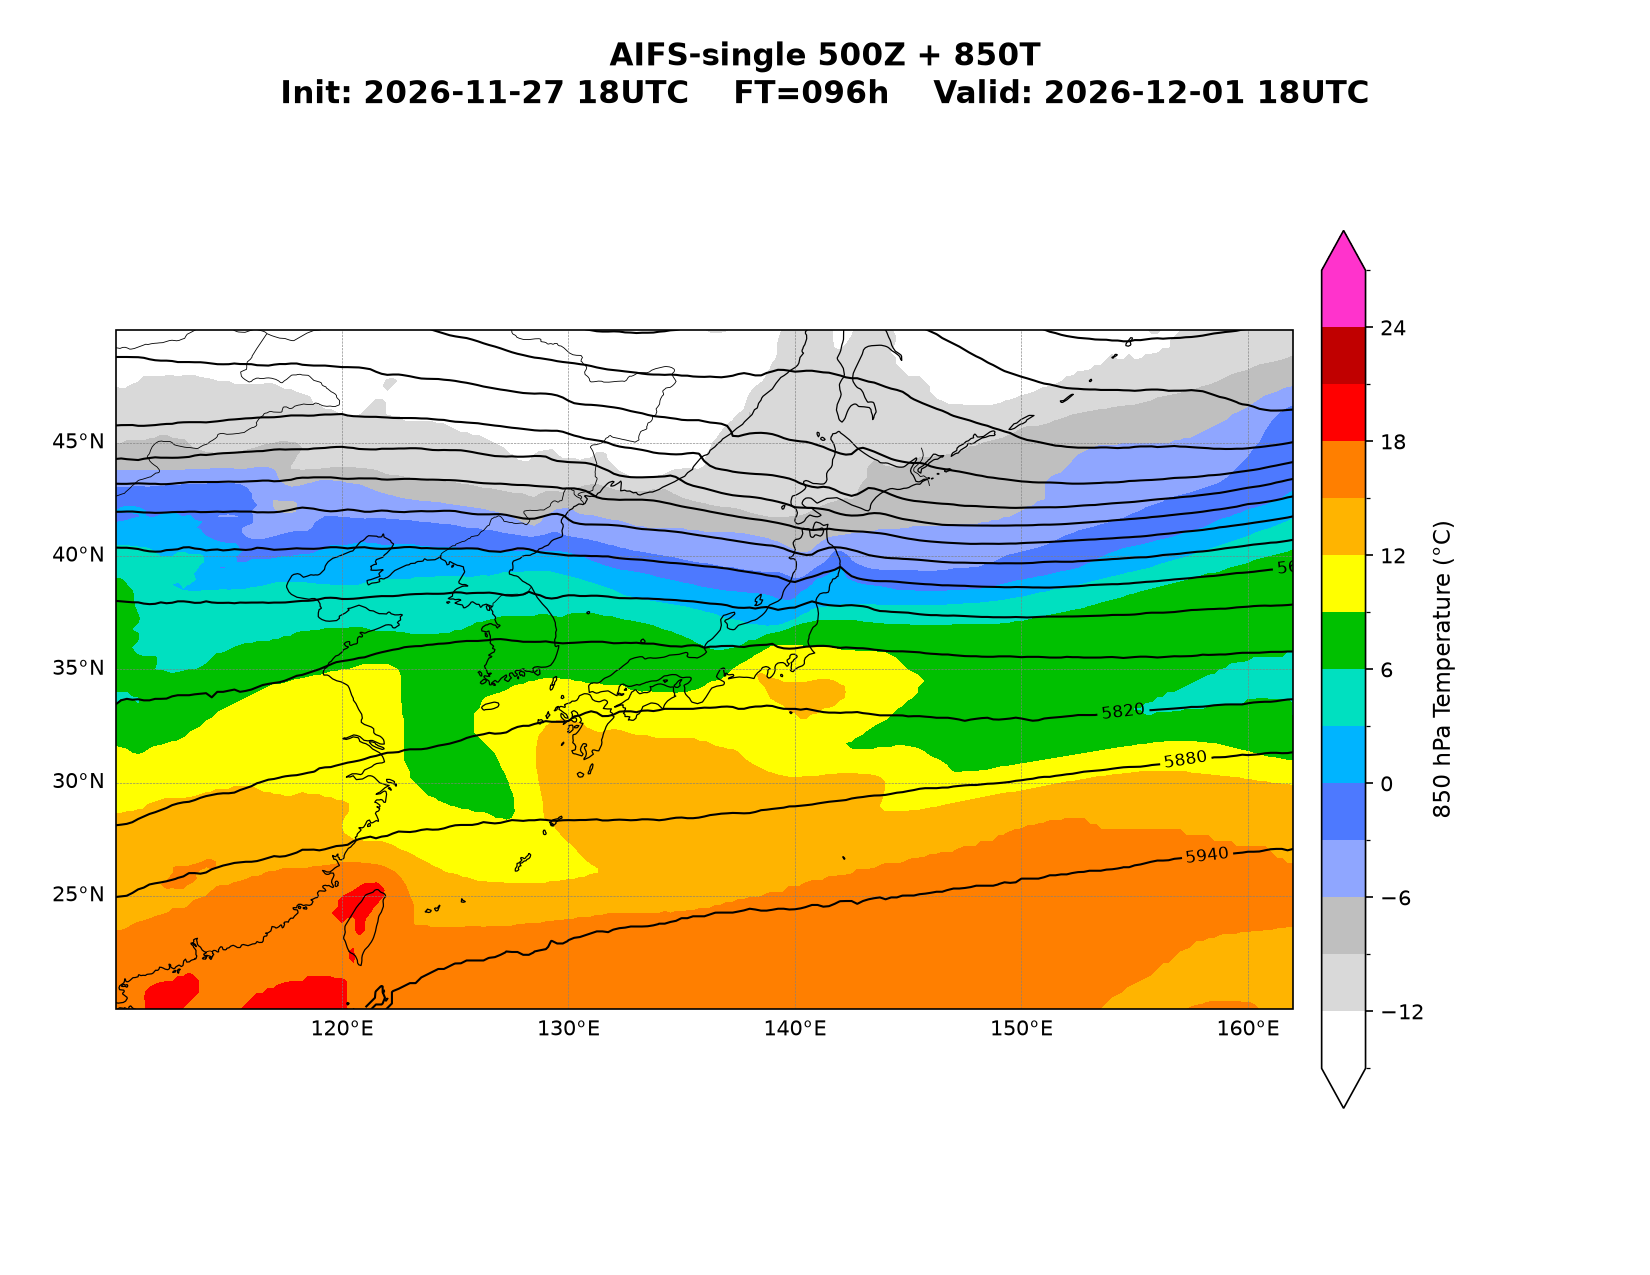 AIFS-single 500Z + 850T
Init: 2026-11-27 18UTC    FT=096h    Valid: 2026-12-01 18UTC
24
18
12
6
0
−6
−12
850 hPa Temperature (°C)
45°N
40°N
35°N
30°N
25°N
5820
5880
5940
120°E
130°E
140°E
150°E
160°E